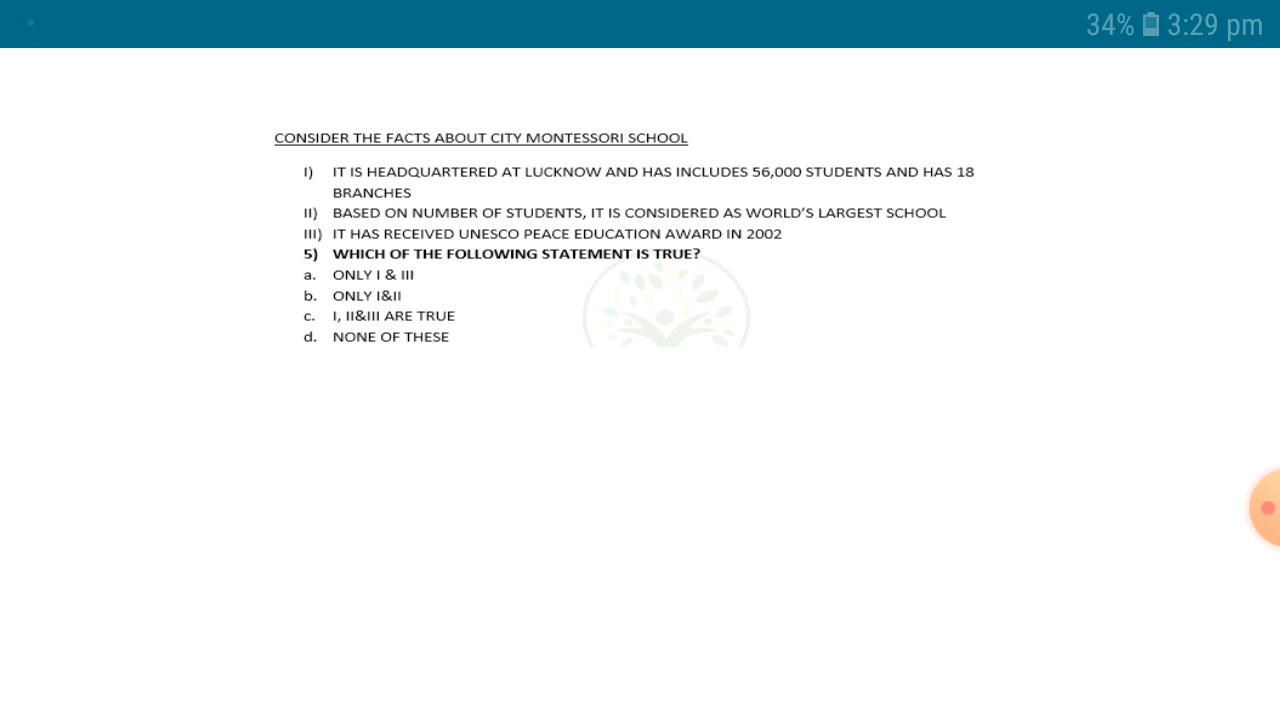 34% 3:29 pm
CONSIDER THE FACTS ABOUT CITY MONTESSORI SCHOOL
I) IT IS HEADQUARTERED AT LUCKNOW AND HAS INCLUDES 56,000 STUDENTS AND HAS 18
BRANCHES
II) BASED ON NUMBER OF STUDENTS, IT IS CONSIDERED AS WORLD'S LARGEST SCHOOL
III) IT HAS RECEIVED UNESCO PEACE EDUCATION AWARD IN 2002
5) WHICH OF THE FOLLOWING STATEMENT IS TRUE?
a. ONLY I & III
b. ONLY I&II
c. I, II&III ARE TRUE
d. NONE OF THESE